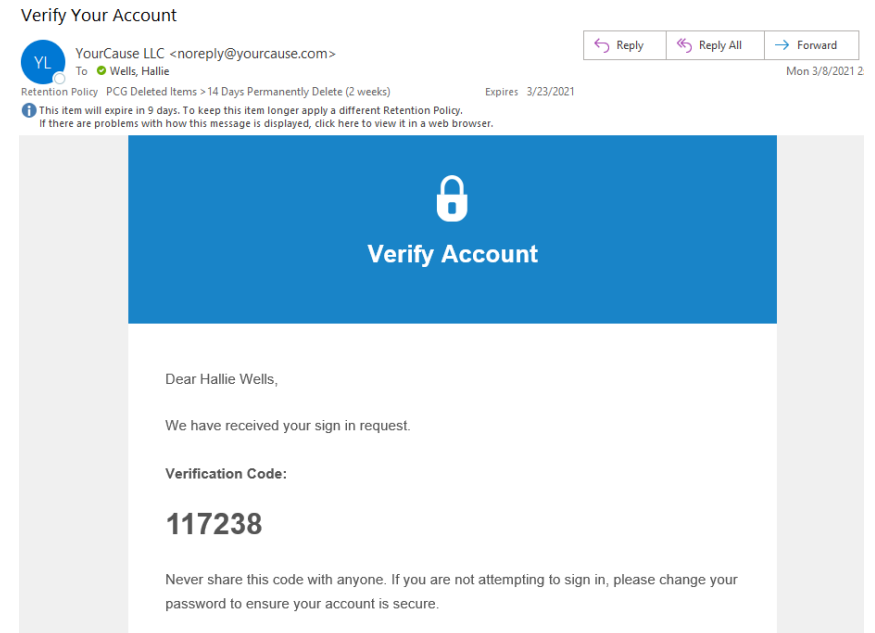 Verify Your Account
YL
YourCause LLC <noreply@yourcause.com>
To Wells, Hallie
Reply
Reply All
Forward
Mon 3/8/2021 2
Retention Policy PCG Deleted Items > 14 Days Permanently Delete (2 weeks)
Expires 3/23/2021
This item will expire in 9 days. To keep this item longer apply a different Retention Policy.
If there are problems with how this message is displayed, click here to view it in a web browser.
Verify Account
Dear Hallie Wells,
We have received your sign in request.
Verification Code:
117238
Never share this code with anyone. If you are not attempting to sign in, please change your
password to ensure your account is secure.